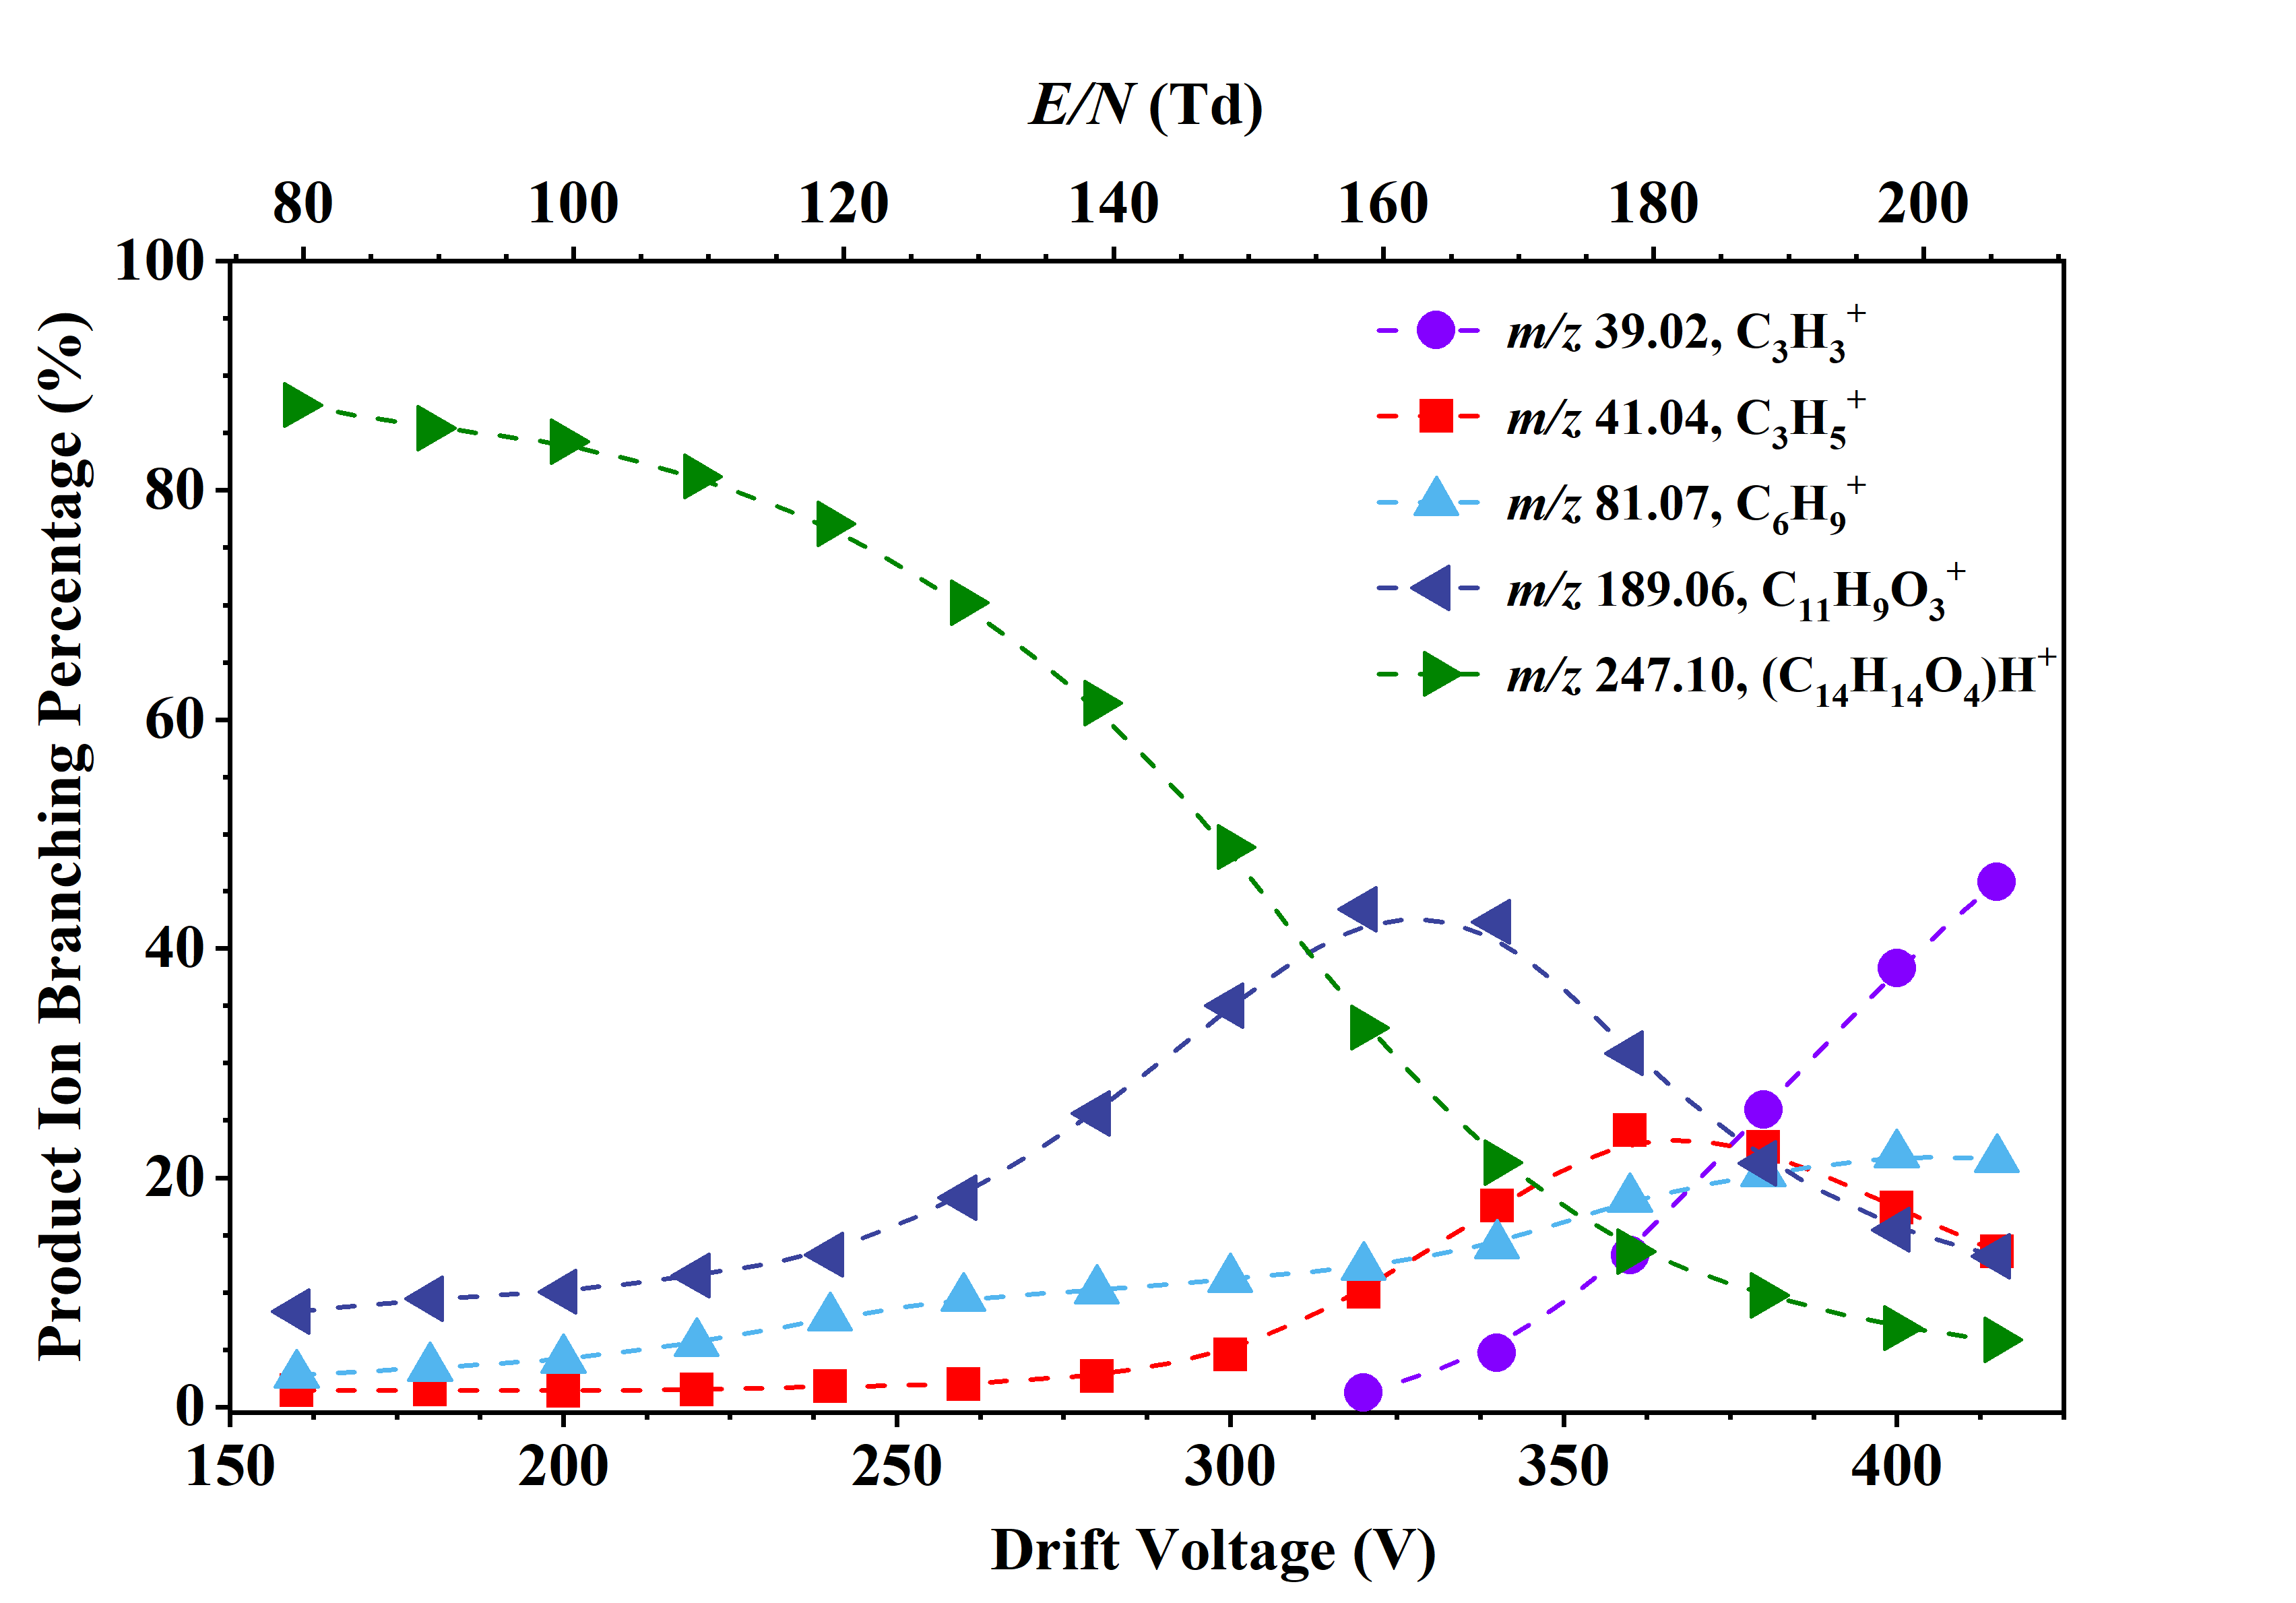 E/N (Td)
80 100 120 140 160 180 200
Product Ion Branching Percentage (%)
100
80
60
40
20
0
m/z 39.02, C₃H₃⁺
m/z 41.04, C₃H₅⁺
m/z 81.07, C₆H₉⁺
m/z 189.06, C₁₁H₉O₃⁺
m/z 247.10, (C₁₄H₁₄O₄)H⁺
150 200 250 300 350 400
Drift Voltage (V)